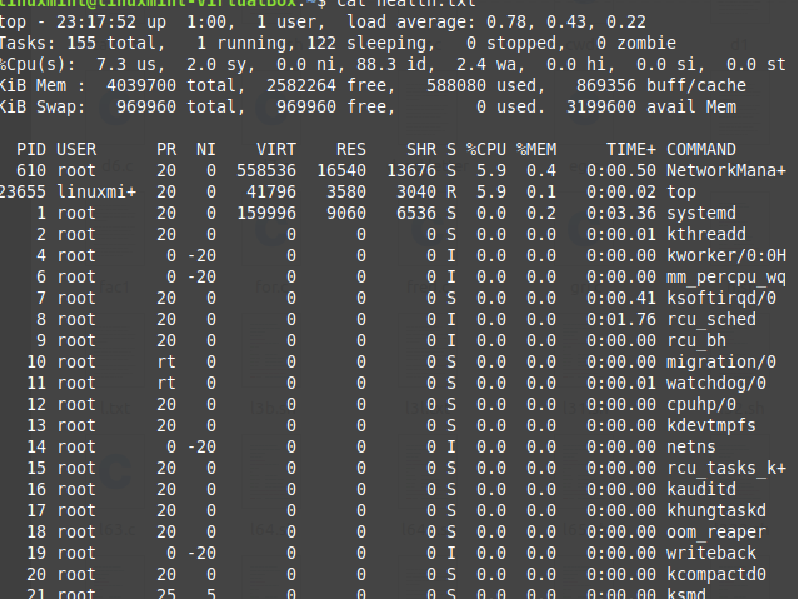 linuxmint@linuxmint-VirtualBox:~$ cat health.txt
top - 23:17:52 up  1:00,  1 user,  load average: 0.78, 0.43, 0.22
Tasks: 155 total,   1 running, 122 sleeping,   0 stopped,   0 zombie
%Cpu(s):  7.3 us,  2.0 sy,  0.0 ni, 88.3 id,  2.4 wa,  0.0 hi,  0.0 si,  0.0 st
KiB Mem :  4039700 total,  2582264 free,   588080 used,   869356 buff/cache
KiB Swap:   969960 total,   969960 free,        0 used.  3199600 avail Mem
PID USER      PR  NI    VIRT    RES    SHR S %CPU %MEM     TIME+ COMMAND
610 root      20   0  558536  16540  13676 S  5.9  0.4   0:00.50 NetworkMana+
23655 linuxmi+  20   0   41796   3580   3040 R  5.9  0.1   0:00.02 top
1 root      20   0  159996   9060   6536 S  0.0  0.2   0:03.36 systemd
2 root      20   0       0      0      0 S  0.0  0.0   0:00.01 kthreadd
4 root       0 -20       0      0      0 I  0.0  0.0   0:00.00 kworker/0:0H
6 root       0 -20       0      0      0 I  0.0  0.0   0:00.00 mm_percpu_wq
7 root      20   0       0      0      0 S  0.0  0.0   0:00.41 ksoftirqd/0
8 root      20   0       0      0      0 I  0.0  0.0   0:01.76 rcu_sched
9 root      20   0       0      0      0 I  0.0  0.0   0:00.00 rcu_bh
10 root      rt   0       0      0      0 S  0.0  0.0   0:00.00 migration/0
11 root      rt   0       0      0      0 S  0.0  0.0   0:00.01 watchdog/0
12 root      20   0       0      0      0 S  0.0  0.0   0:00.00 cpuhp/0
13 root      20   0       0      0      0 S  0.0  0.0   0:00.00 kdevtmpfs
14 root       0 -20       0      0      0 I  0.0  0.0   0:00.00 netns
15 root      20   0       0      0      0 S  0.0  0.0   0:00.00 rcu_tasks_k+
16 root      20   0       0      0      0 S  0.0  0.0   0:00.00 kauditd
17 root      20   0       0      0      0 S  0.0  0.0   0:00.00 khungtaskd
18 root      20   0       0      0      0 S  0.0  0.0   0:00.00 oom_reaper
19 root       0 -20       0      0      0 I  0.0  0.0   0:00.00 writeback
20 root      20   0       0      0      0 S  0.0  0.0   0:00.00 kcompactd0
21 root      25   5       0      0      0 S  0.0  0.0   0:00.00 ksmd